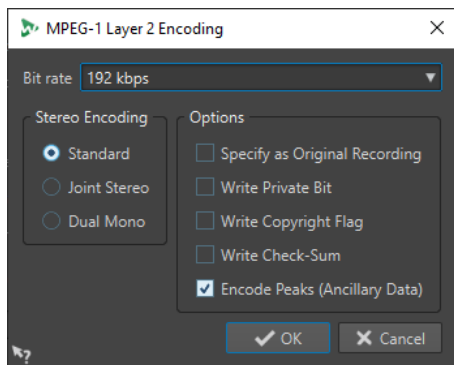 MPEG-1 Layer 2 Encoding
Bit rate 192 kbps
Stereo Encoding
Standard
Joint Stereo
Dual Mono
Options
Specify as Original Recording
Write Private Bit
Write Copyright Flag
Write Check-Sum
Encode Peaks (Ancillary Data)
OK Cancel
?